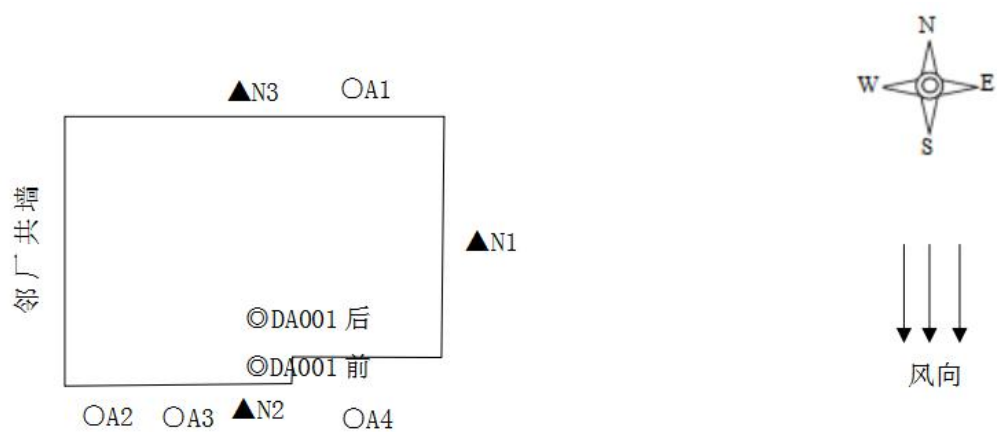 N
W E
S
▲N3 ○A1
邻厂共墙
▲N1
◎DA001 后
◎DA001 前
风向
○A2 ○A3 ▲N2 ○A4